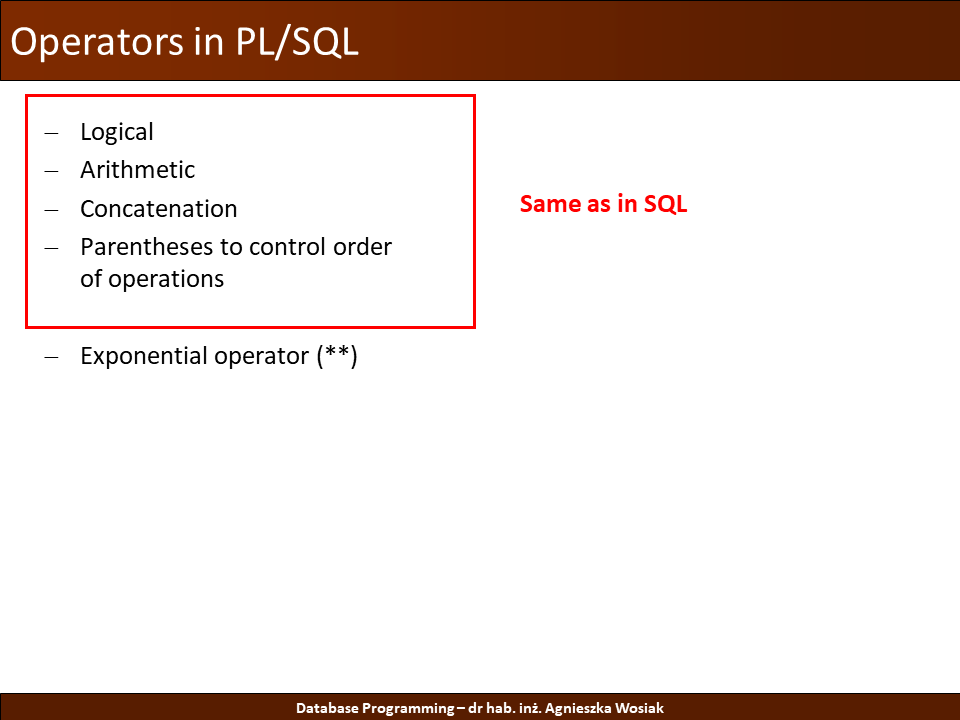 Operators in PL/SQL
– Logical
– Arithmetic
– Concatenation
– Parentheses to control order
of operations
Same as in SQL
– Exponential operator (**)
Database Programming – dr hab. inż. Agnieszka Wosiak